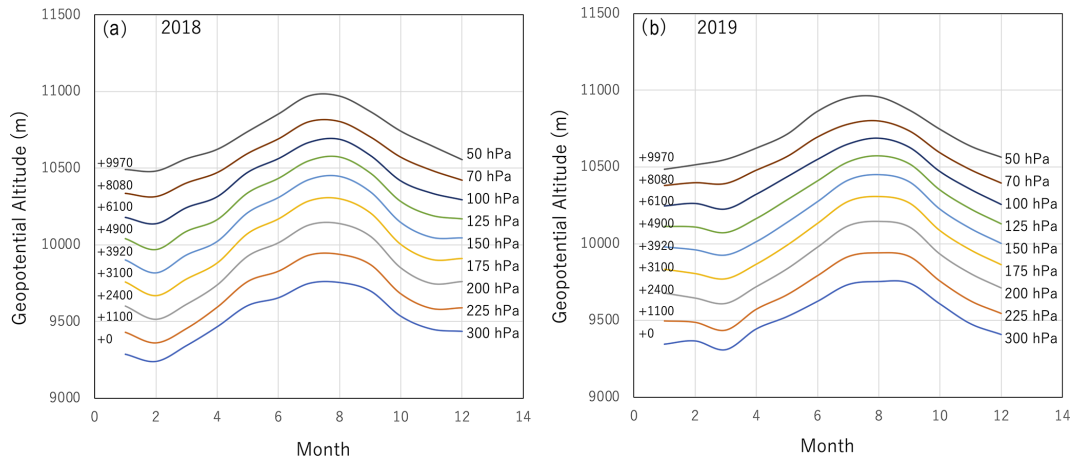 (a) 2018
11500
11000
10500
10000
9500
9000
Geopotential Altitude (m)
+9970
+8080
+6100
+4900
+3920
+3100
+2400
+1100
+0
50 hPa
70 hPa
100 hPa
125 hPa
150 hPa
175 hPa
200 hPa
225 hPa
300 hPa
0 2 4 6 8 10 12 14
Month
(b) 2019
11500
11000
10500
10000
9500
9000
Geopotential Altitude (m)
+9970
+8080
+6100
+4900
+3920
+3100
+2400
+1100
+0
50 hPa
70 hPa
100 hPa
125 hPa
150 hPa
175 hPa
200 hPa
225 hPa
300 hPa
0 2 4 6 8 10 12 14
Month